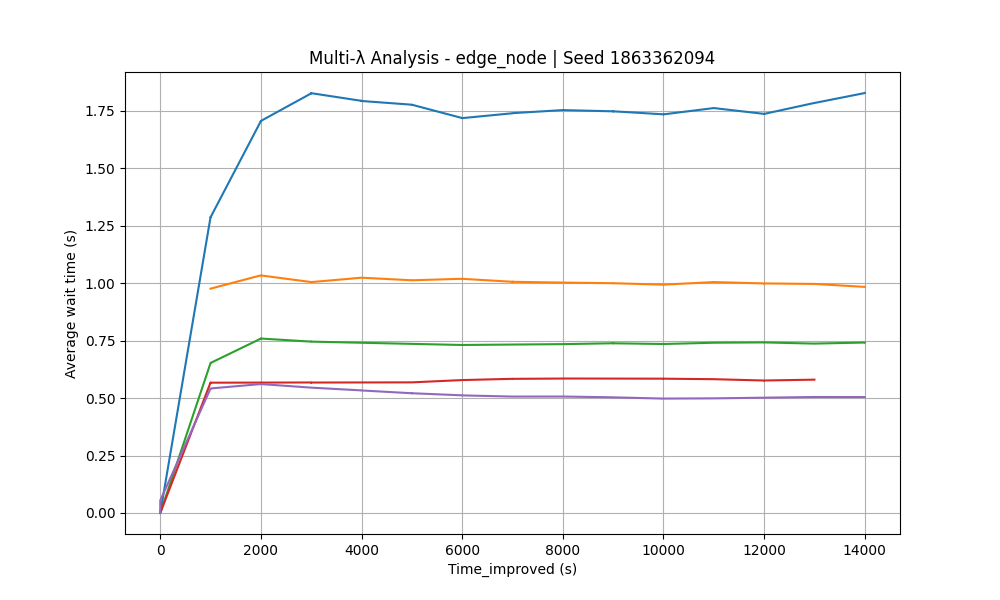 Multi-λ Analysis - edge_node | Seed 1863362094
Average wait time (s)
1.75
1.50
1.25
1.00
0.75
0.50
0.25
0.00
0 2000 4000 6000 8000 10000 12000 14000
Time_improved (s)